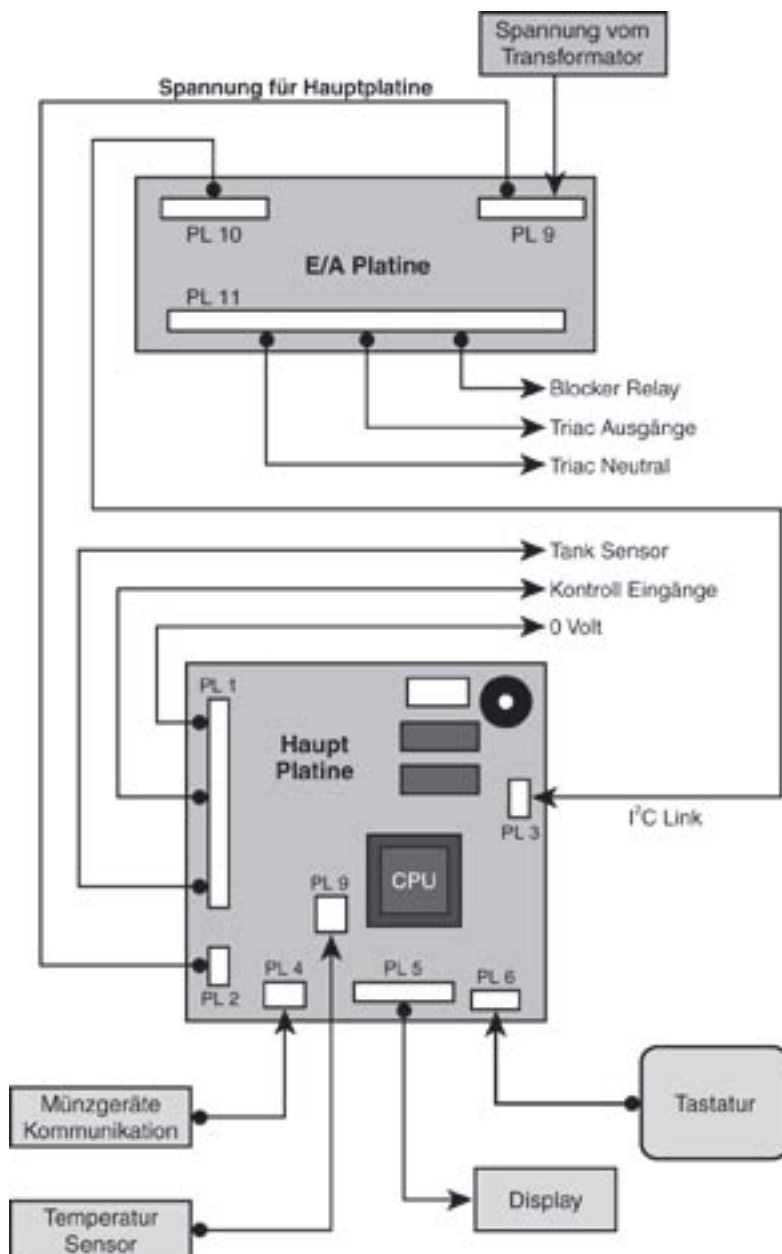 Spannung vom
Transformator
Spannung für Hauptplatine
PL 10
PL 9
E/A Platine
PL 11
Blocker Relay
Triac Ausgänge
Triac Neutral
Tank Sensor
Kontroll Eingänge
0 Volt
PL 1
Haupt
Platine
I²C Link
PL 3
CPU
PL 9
PL 4
PL 5
PL 6
PL 2
Münzgeräte
Kommunikation
Tastatur
Display
Temperatur
Sensor